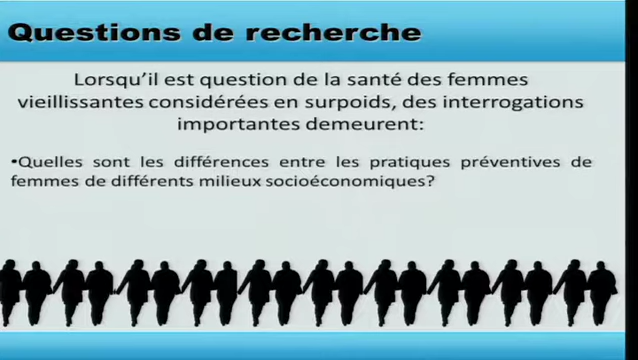 Questions de recherche
Lorsqu'il est question de la santé des femmes
vieillissantes considérées en surpoids, des interrogations
importantes demeurent:
•Quelles sont les différences entre les pratiques préventives de
femmes de différents milieux socioéconomiques?